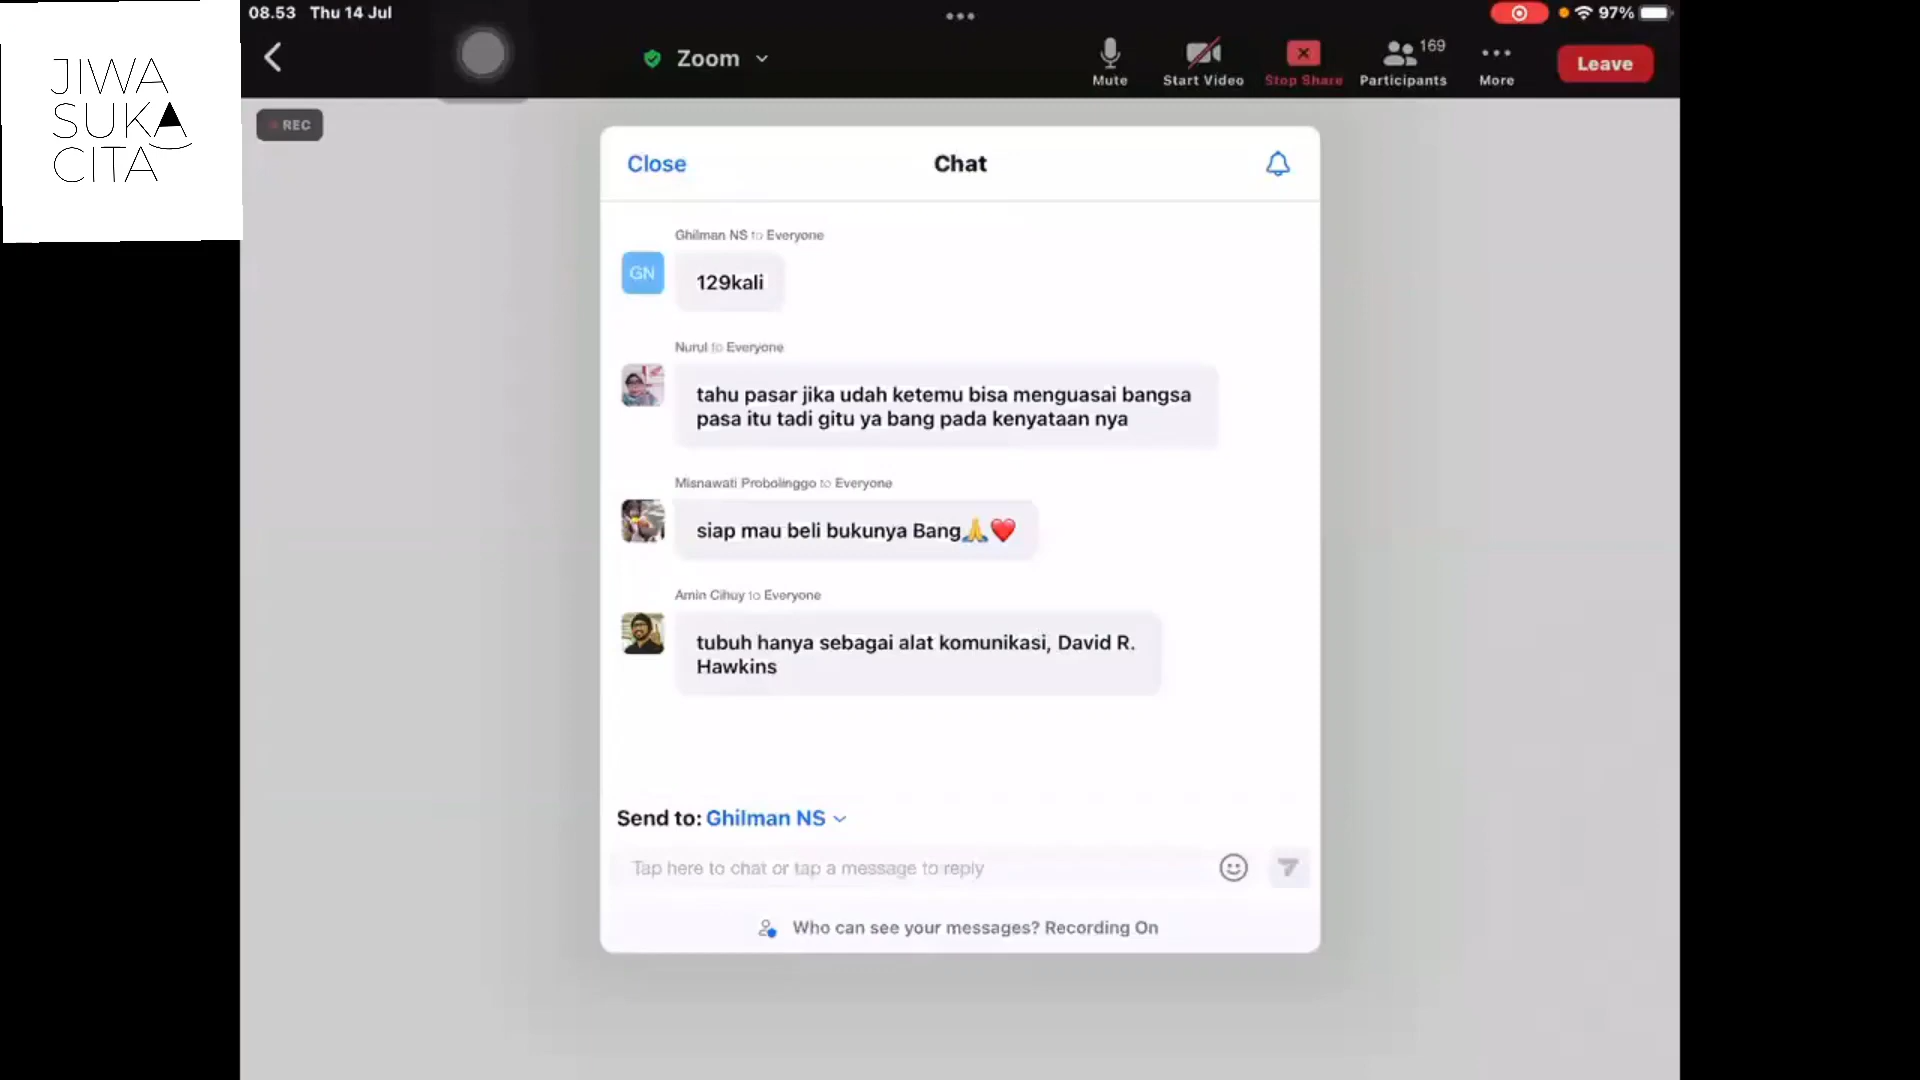 08.53 Thu 14 Jul
97%
JIWA
SUKA
CITA
Zoom
Mute
Start Video
Stop Share
Participants
169
More
Leave
REC
Close
Chat
Ghilman NS to Everyone
GN
129kali
Nurul to Everyone
tahu pasar jika udah ketemu bisa menguasai bangsa
pasa itu tadi gitu ya bang pada kenyataan nya
Misnawati Probolinggo to Everyone
siap mau beli bukunya Bang🙏❤️
Amin Cihuy to Everyone
tubuh hanya sebagai alat komunikasi, David R.
Hawkins
Send to: Ghilman NS
Tap here to chat or tap a message to reply
Who can see your messages? Recording On